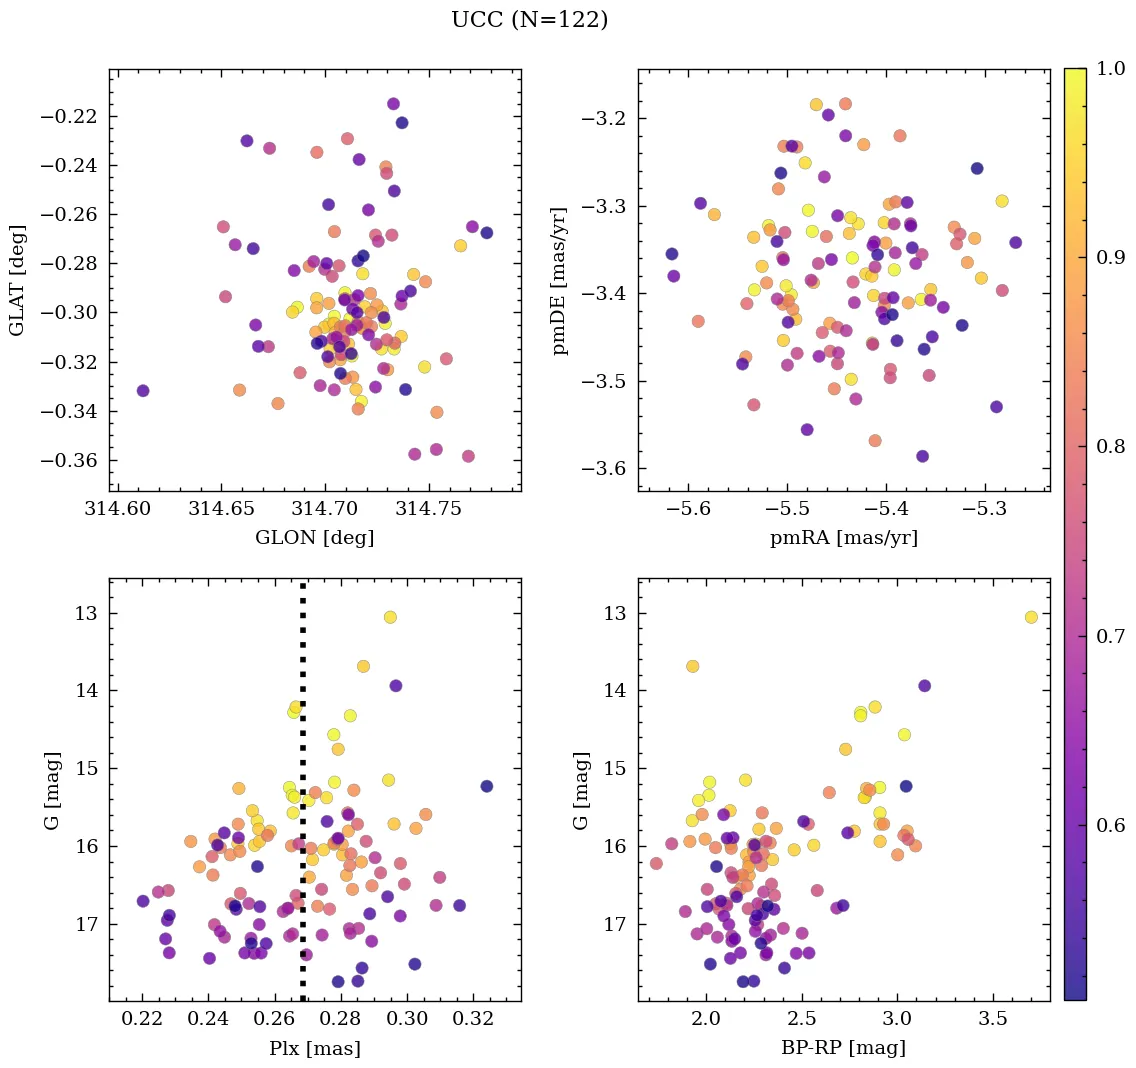 UCC (N=122)
−0.22
−0.24
−0.26
−0.28
−0.30
−0.32
−0.34
−0.36
GLAT [deg]
314.60 314.65 314.70 314.75
GLON [deg]
−3.2
−3.3
−3.4
−3.5
−3.6
pmDE [mas/yr]
−5.6 −5.5 −5.4 −5.3
pmRA [mas/yr]
1.0
0.9
0.8
0.7
0.6
13
14
15
16
17
G [mag]
0.22 0.24 0.26 0.28 0.30 0.32
Plx [mas]
13
14
15
16
17
G [mag]
2.0 2.5 3.0 3.5
BP-RP [mag]